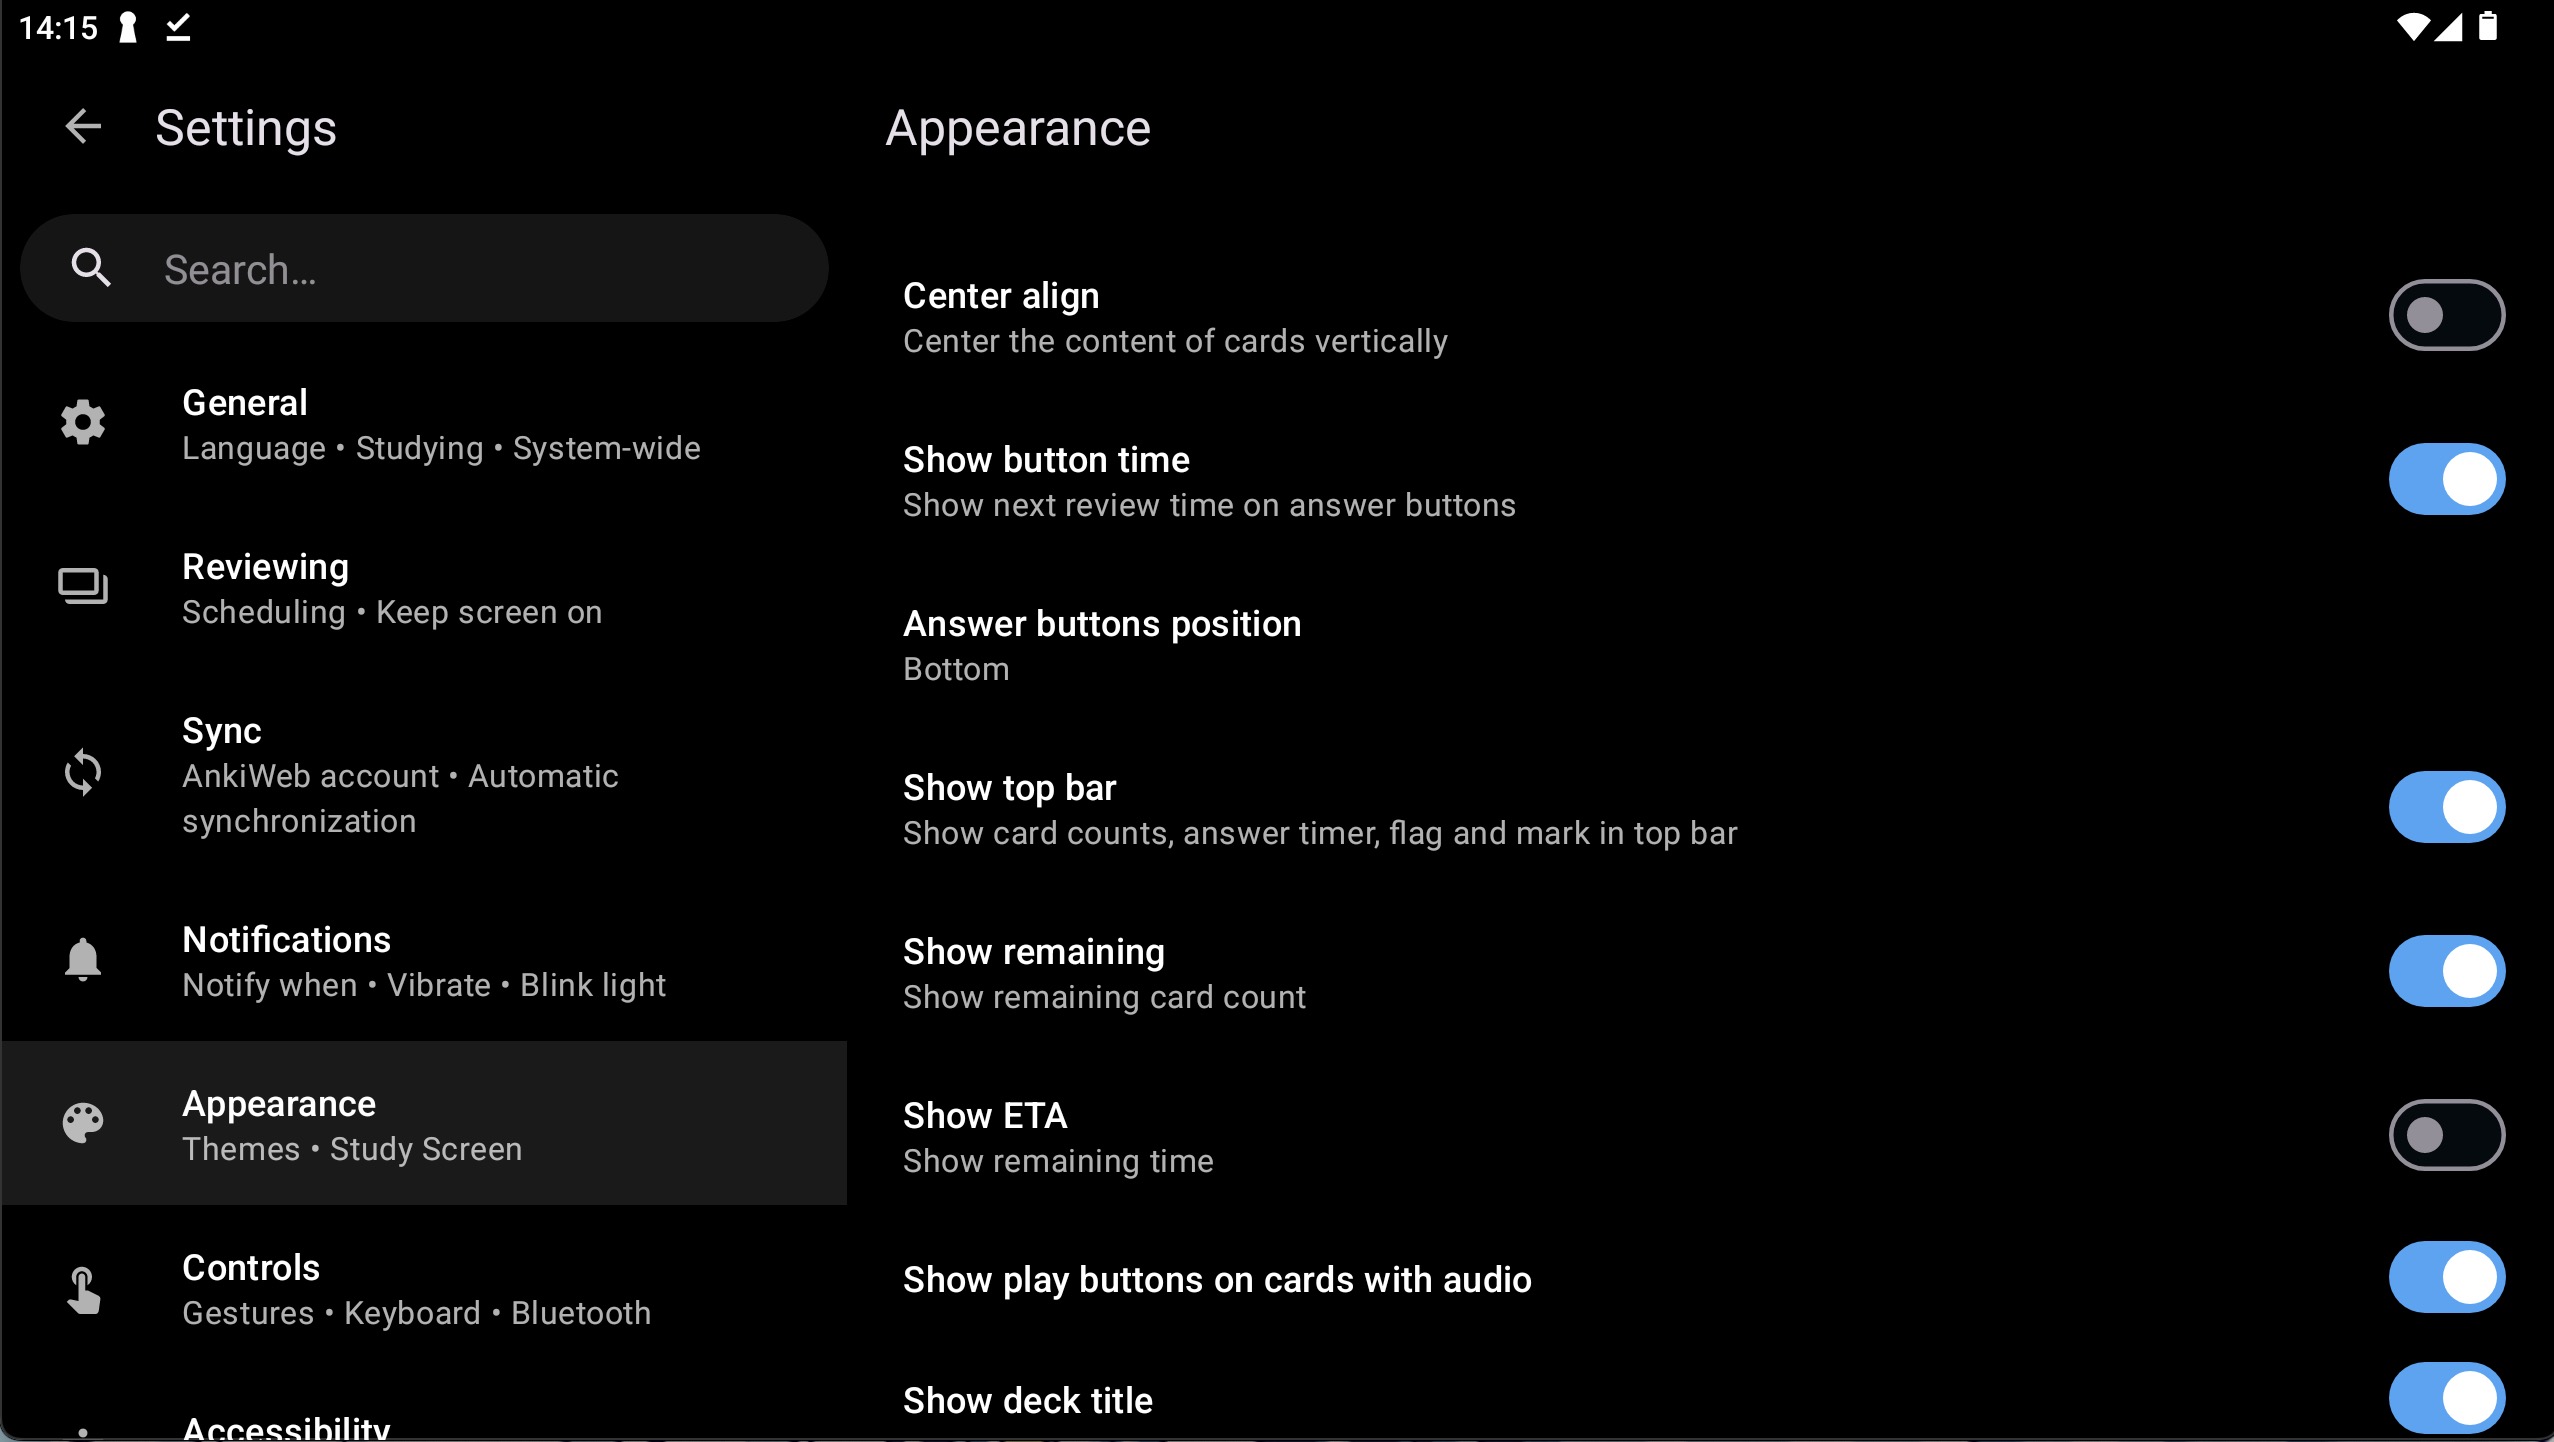 14:15
Settings
Search…
General
Language • Studying • System-wide
Reviewing
Scheduling • Keep screen on
Sync
AnkiWeb account • Automatic
synchronization
Notifications
Notify when • Vibrate • Blink light
Appearance
Themes • Study Screen
Controls
Gestures • Keyboard • Bluetooth
Accessibility
Appearance
Center align
Center the content of cards vertically
Show button time
Show next review time on answer buttons
Answer buttons position
Bottom
Show top bar
Show card counts, answer timer, flag and mark in top bar
Show remaining
Show remaining card count
Show ETA
Show remaining time
Show play buttons on cards with audio
Show deck title